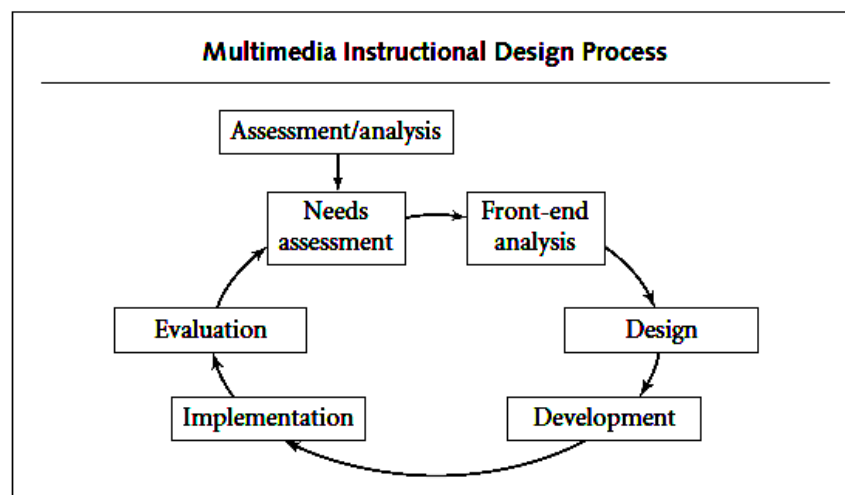 Multimedia Instructional Design Process
Assessment/analysis
Needs
assessment
Front-end
analysis
Evaluation
Design
Implementation
Development